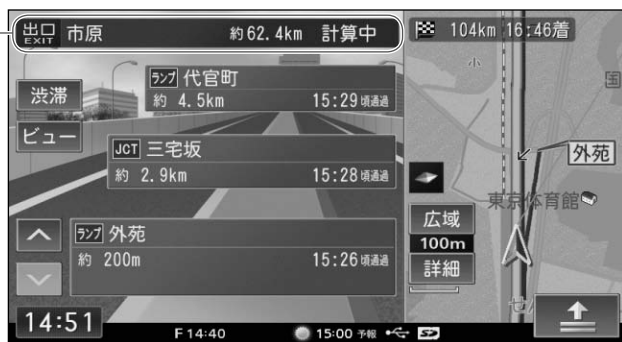 出口 EXIT 市原 約62.4km 計算中
104km 16:46着
渋滞
ビュー
ランプ 代官町
約 4.5km 15:29頃通過
JCT 三宅坂
約 2.9km 15:28頃通過
ランプ 外苑
約 200m 15:26頃通過
小
国
外苑
東京体育館
広域
100m
詳細
せ
14:51
F 14:40
15:00 予報
SD